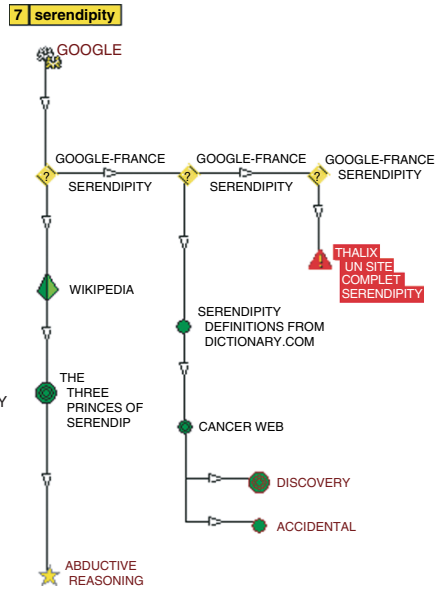 7 serendipity
GOOGLE
GOOGLE-FRANCE
SERENDIPITY
GOOGLE-FRANCE
SERENDIPITY
GOOGLE-FRANCE
SERENDIPITY
?
?
?
THALIX
UN SITE
COMPLET
SERENDIPITY
WIKIPEDIA
SERENDIPITY
DEFINITIONS FROM
DICTIONARY.COM
THE
THREE
PRINCES OF
SERENDIP
Y
CANCER WEB
DISCOVERY
ACCIDENTAL
ABDUCTIVE
REASONING